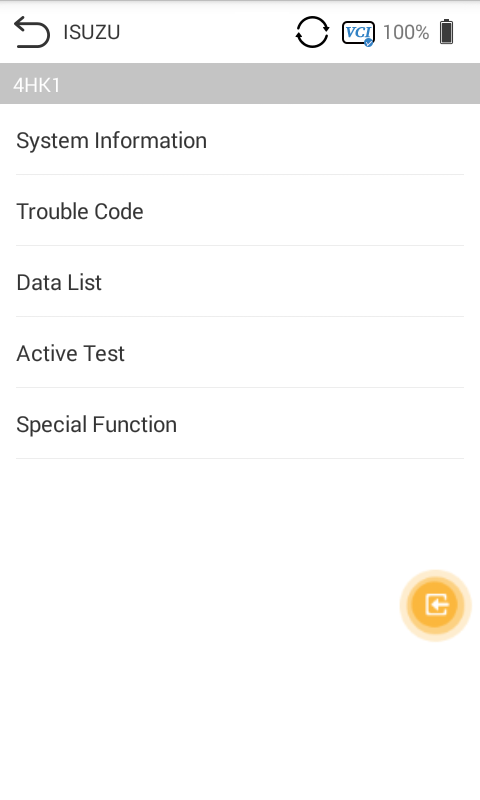 ISUZU VCI 100%
4HK1
System Information
Trouble Code
Data List
Active Test
Special Function